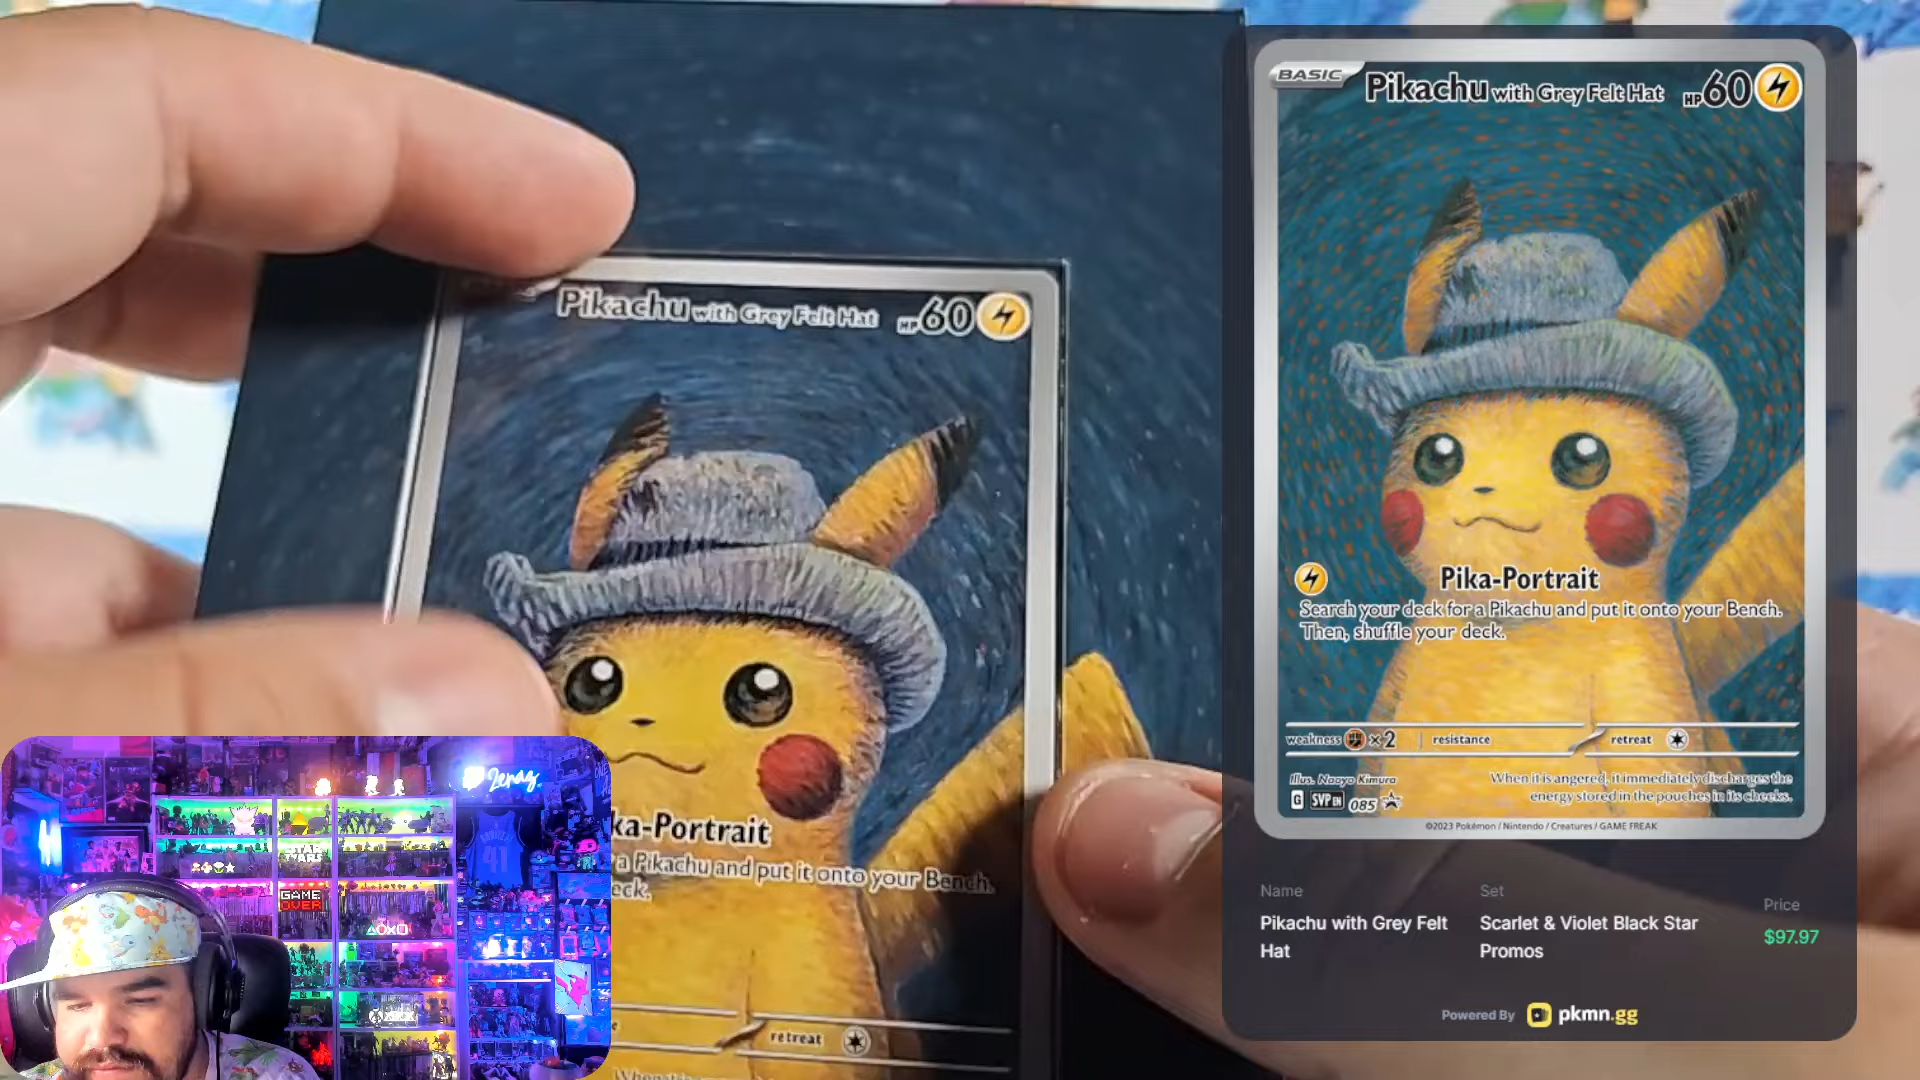 BASIC
Pikachu with Grey Felt Hat HP60
Pika-Portrait
Search your deck for a Pikachu and put it onto your Bench.
Then, shuffle your deck.
weakness ×2 resistance retreat
Illus. Naoyo Kimura
G SVP EN 085
When it is angered, it immediately discharges the
energy stored in the pouches in its cheeks.
©2023 Pokémon / Nintendo / Creatures / GAME FREAK
Name
Pikachu with Grey Felt
Hat
Set
Scarlet & Violet Black Star
Promos
Price
$97.97
Powered By pkmn.gg
Pikachu with Grey Felt Hat HP60
ka-Portrait
a Pikachu and put it onto your Bench.
eck.
retreat
STAR
WARS
GAME
OVER
41
XBOX